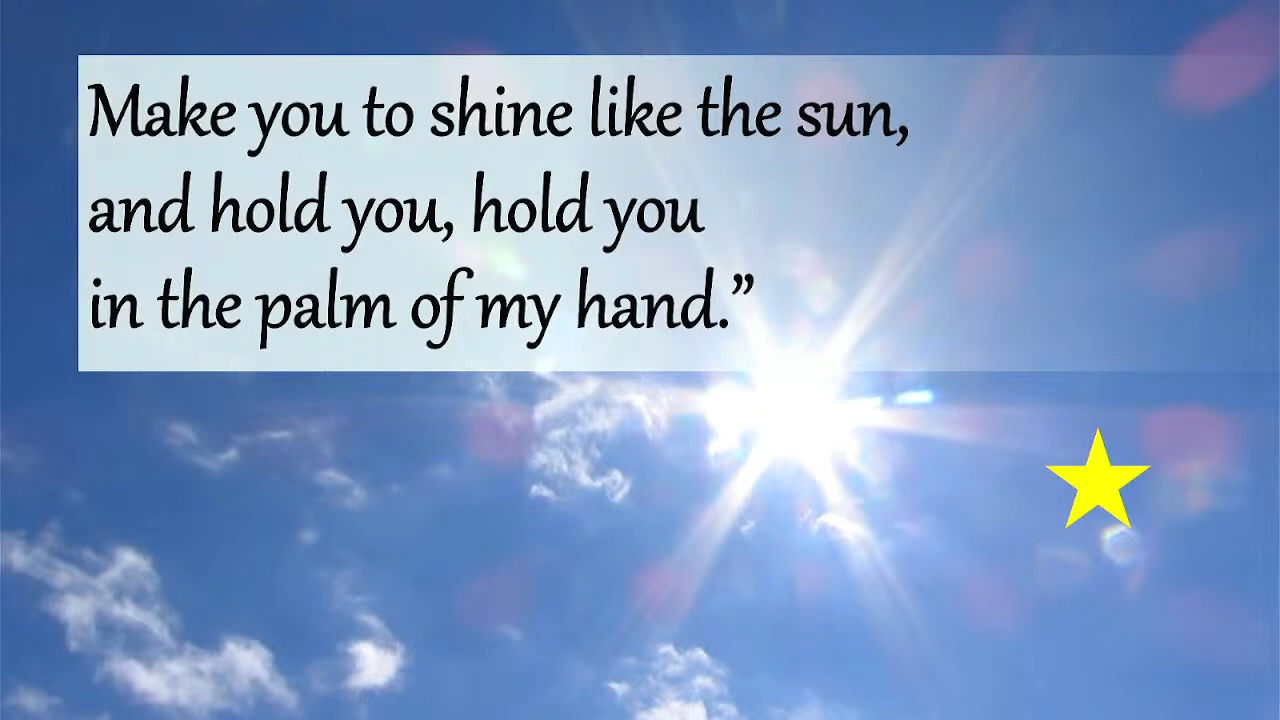 Make you to shine like the sun,
and hold you, hold you
in the palm of my hand.”